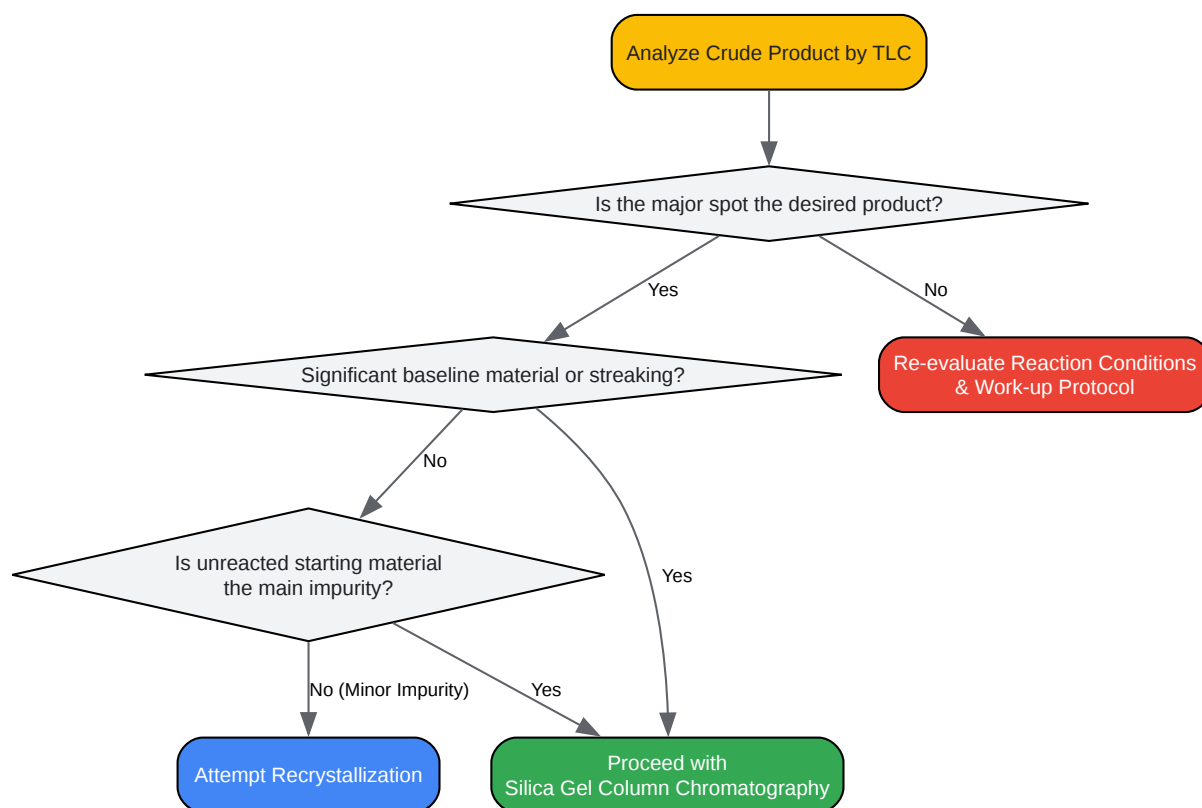 Analyze Crude Product by TLC
Is the major spot the desired product?
Yes
No
Significant baseline material or streaking?
Re-evaluate Reaction Conditions
& Work-up Protocol
No
Yes
Is unreacted starting material
the main impurity?
No (Minor Impurity)
Yes
Attempt Recrystallization
Proceed with
Silica Gel Column Chromatography